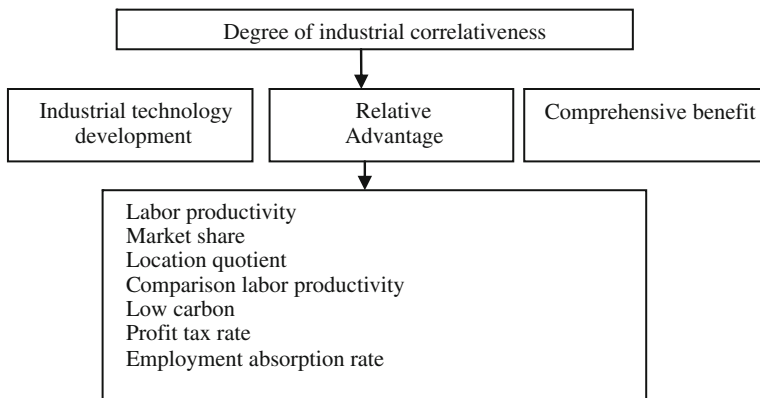 Degree of industrial correlativeness
Industrial technology
development
Relative
Advantage
Comprehensive benefit
Labor productivity
Market share
Location quotient
Comparison labor productivity
Low carbon
Profit tax rate
Employment absorption rate